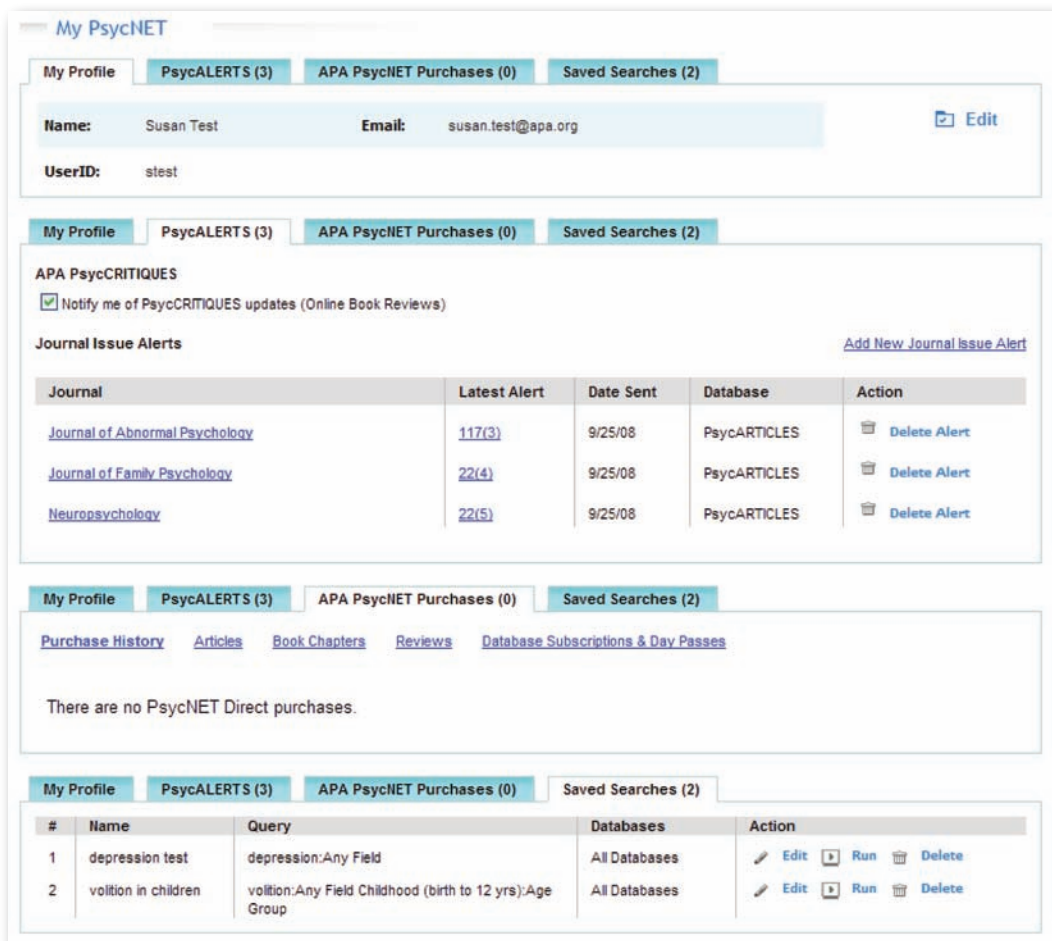 My PsycNET
My Profile PsycALERTS (3) APA PsycNET Purchases (0) Saved Searches (2)
Name: Susan Test Email: susan.test@apa.org Edit
UserID: stest
My Profile PsycALERTS (3) APA PsycNET Purchases (0) Saved Searches (2)
APA PsycCRITIQUES
Notify me of PsycCRITIQUES updates (Online Book Reviews)
Journal Issue Alerts Add New Journal Issue Alert
Journal Latest Alert Date Sent Database Action
Journal of Abnormal Psychology 117(3) 9/25/08 PsycARTICLES Delete Alert
Journal of Family Psychology 22(4) 9/25/08 PsycARTICLES Delete Alert
Neuropsychology 22(5) 9/25/08 PsycARTICLES Delete Alert
My Profile PsycALERTS (3) APA PsycNET Purchases (0) Saved Searches (2)
Purchase History Articles Book Chapters Reviews Database Subscriptions & Day Passes
There are no PsycNET Direct purchases.
My Profile PsycALERTS (3) APA PsycNET Purchases (0) Saved Searches (2)
# Name Query Databases Action
1 depression test depression:Any Field All Databases Edit Run Delete
2 volition in children volition:Any Field Childhood (birth to 12 yrs):Age All Databases Edit Run Delete
Group